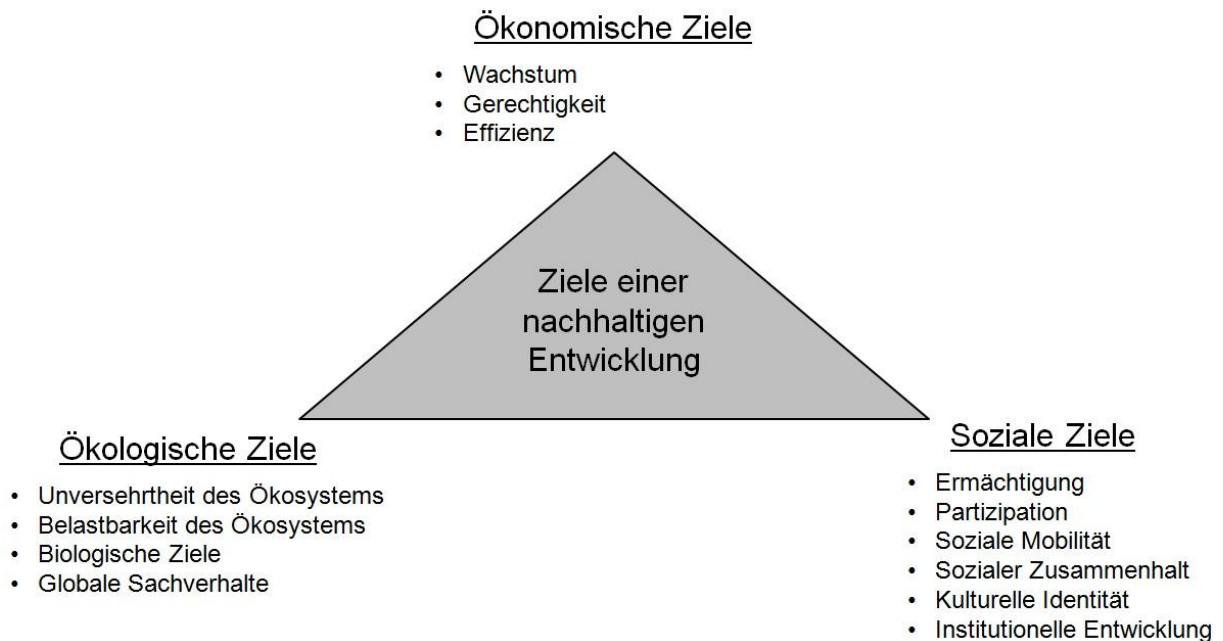 Ökonomische Ziele
• Wachstum
• Gerechtigkeit
• Effizienz
Ziele einer
nachhaltigen
Entwicklung
Ökologische Ziele
• Unversehrtheit des Ökosystems
• Belastbarkeit des Ökosystems
• Biologische Ziele
• Globale Sachverhalte
Soziale Ziele
• Ermächtigung
• Partizipation
• Soziale Mobilität
• Sozialer Zusammenhalt
• Kulturelle Identität
• Institutionelle Entwicklung